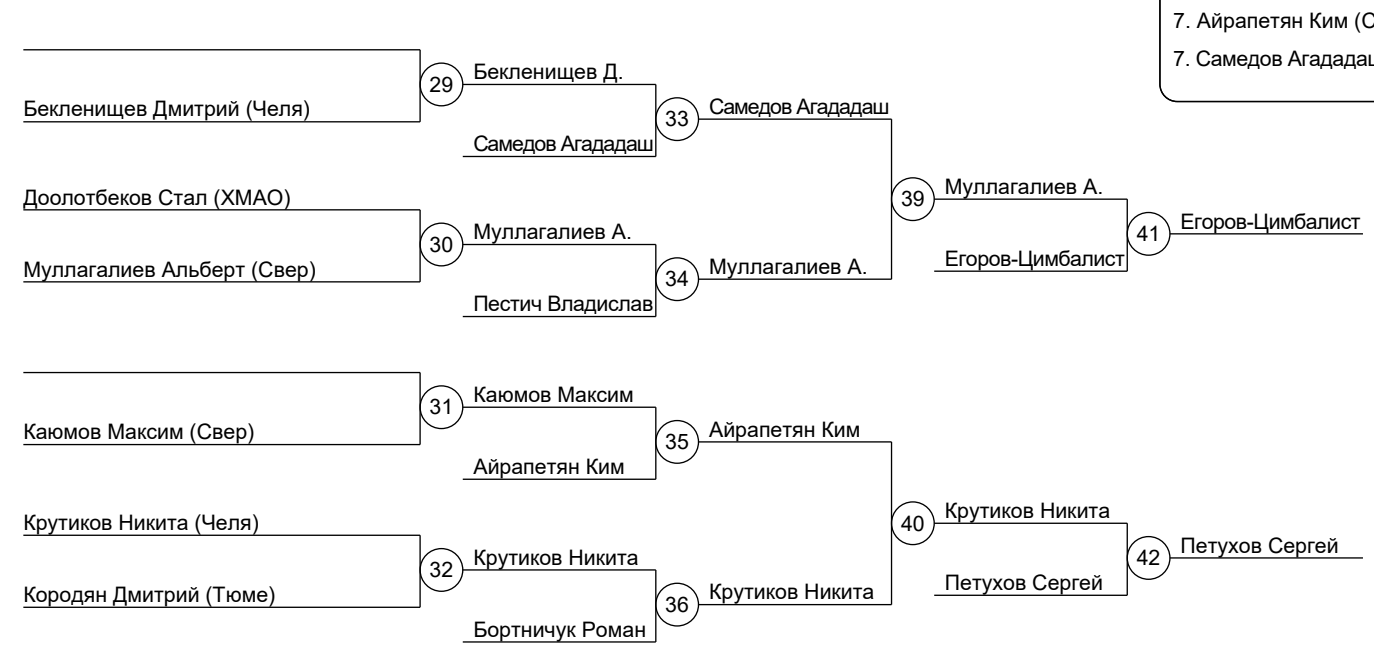 7. Айрапетян Ким (С
7. Самедов Агададаш
29
Бекленищев Д.
Бекленищев Дмитрий (Челя)
33
Самедов Агададаш
Самедов Агададаш
Доолотбеков Стал (ХМАО)
39
Муллагалиев А.
30
Муллагалиев А.
41
Егоров-Цимбалист
Муллагалиев Альберт (Свер)
34
Муллагалиев А.
Егоров-Цимбалист
Пестич Владислав
31
Каюмов Максим
Каюмов Максим (Свер)
35
Айрапетян Ким
Айрапетян Ким
Крутиков Никита (Челя)
40
Крутиков Никита
32
Крутиков Никита
42
Петухов Сергей
Кородян Дмитрий (Тюме)
36
Крутиков Никита
Петухов Сергей
Бортничук Роман